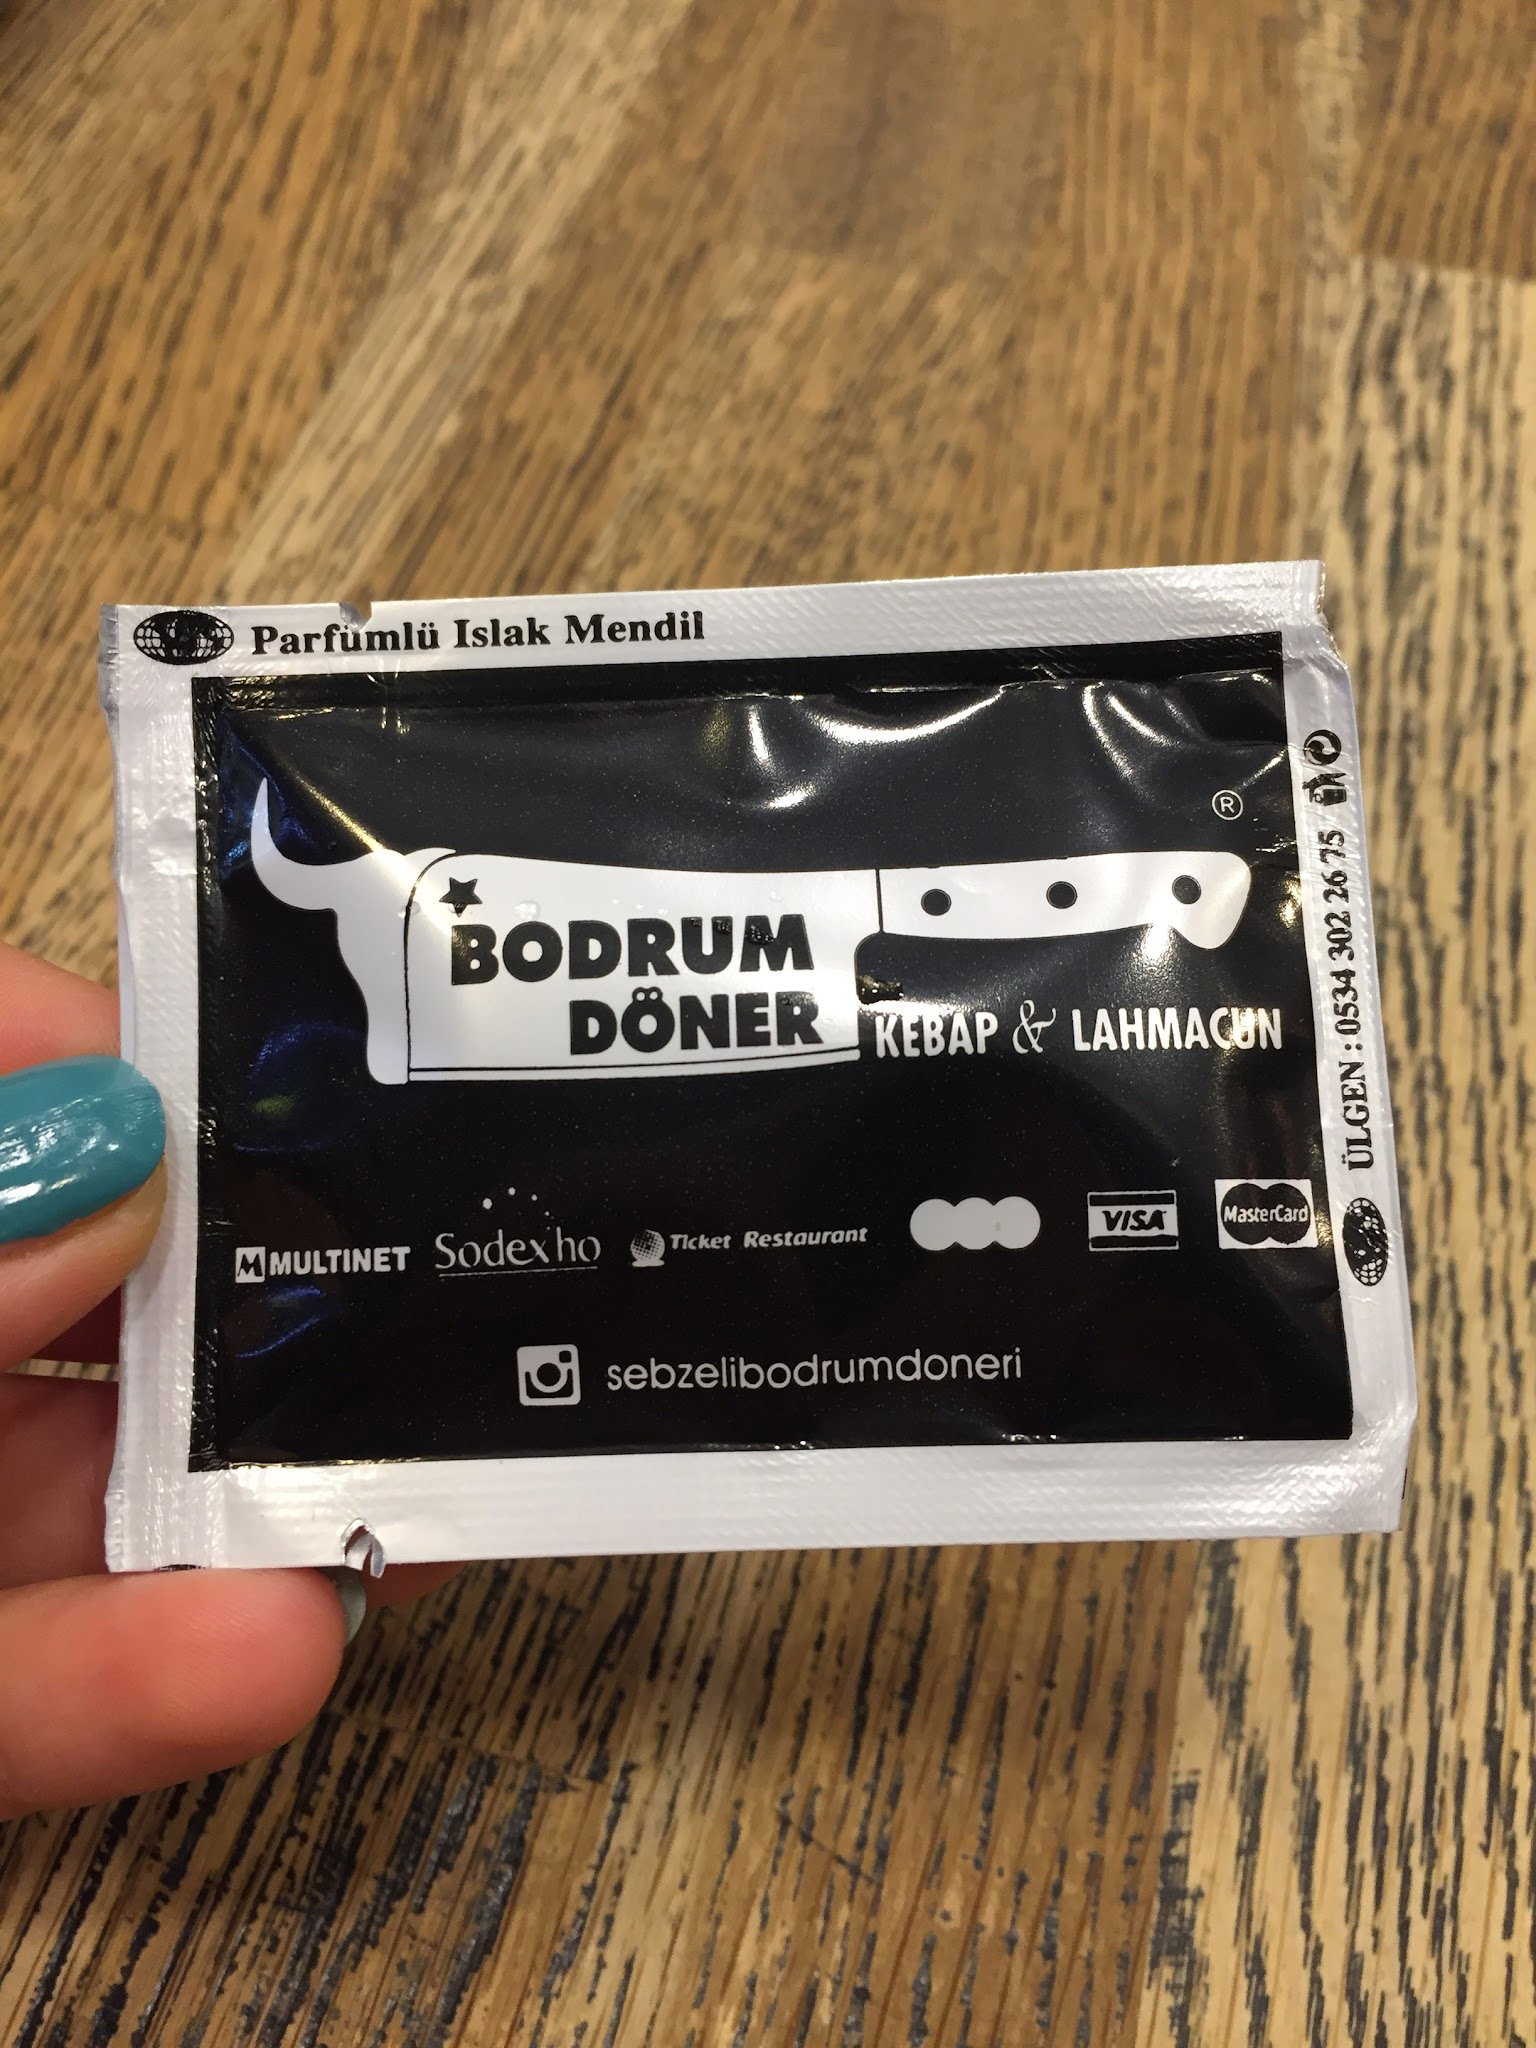 Parfümlü Islak Mendil
®
BODRUM
DÖNER
KEBAP & LAHMACUN
MULTINET
Sodexho
Ticket Restaurant
VISA
MasterCard
sebzelibodrumdoneri
ÜLGEN : 0534 302 26 75